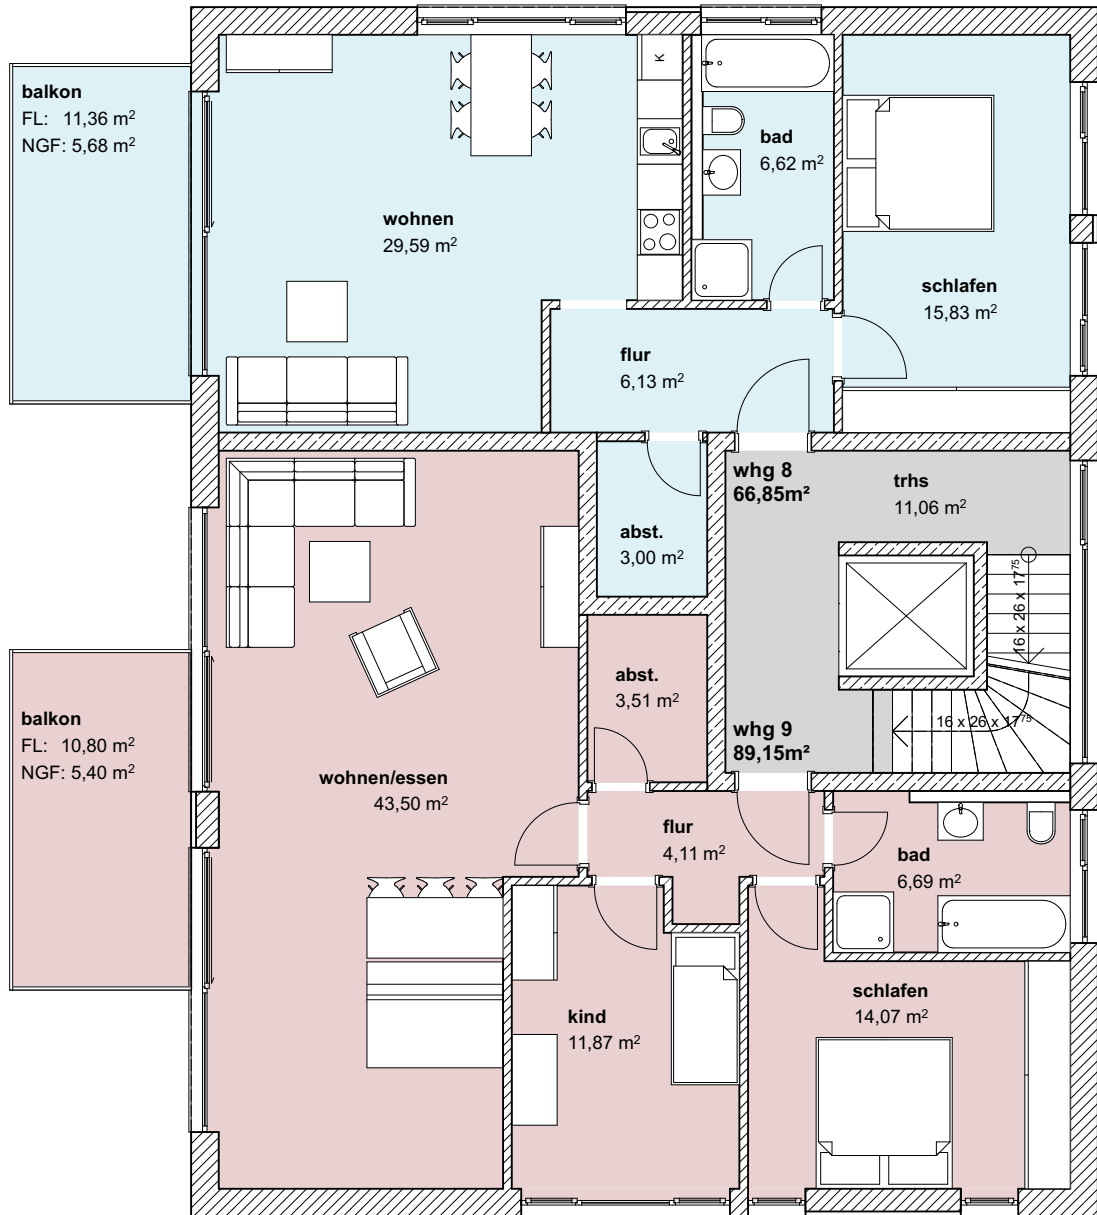 balkon
FL: 11,36 m²
NGF: 5,68 m²
K
bad
6,62 m²
wohnen
29,59 m²
schlafen
15,83 m²
flur
6,13 m²
whg 8
66,85m²
trhs
11,06 m²
abst.
3,00 m²
16 x 26 x 17⁷⁵
abst.
3,51 m²
balkon
FL: 10,80 m²
NGF: 5,40 m²
whg 9
89,15m²
16 x 26 x 17⁷⁵
wohnen/essen
43,50 m²
flur
4,11 m²
bad
6,69 m²
kind
11,87 m²
schlafen
14,07 m²